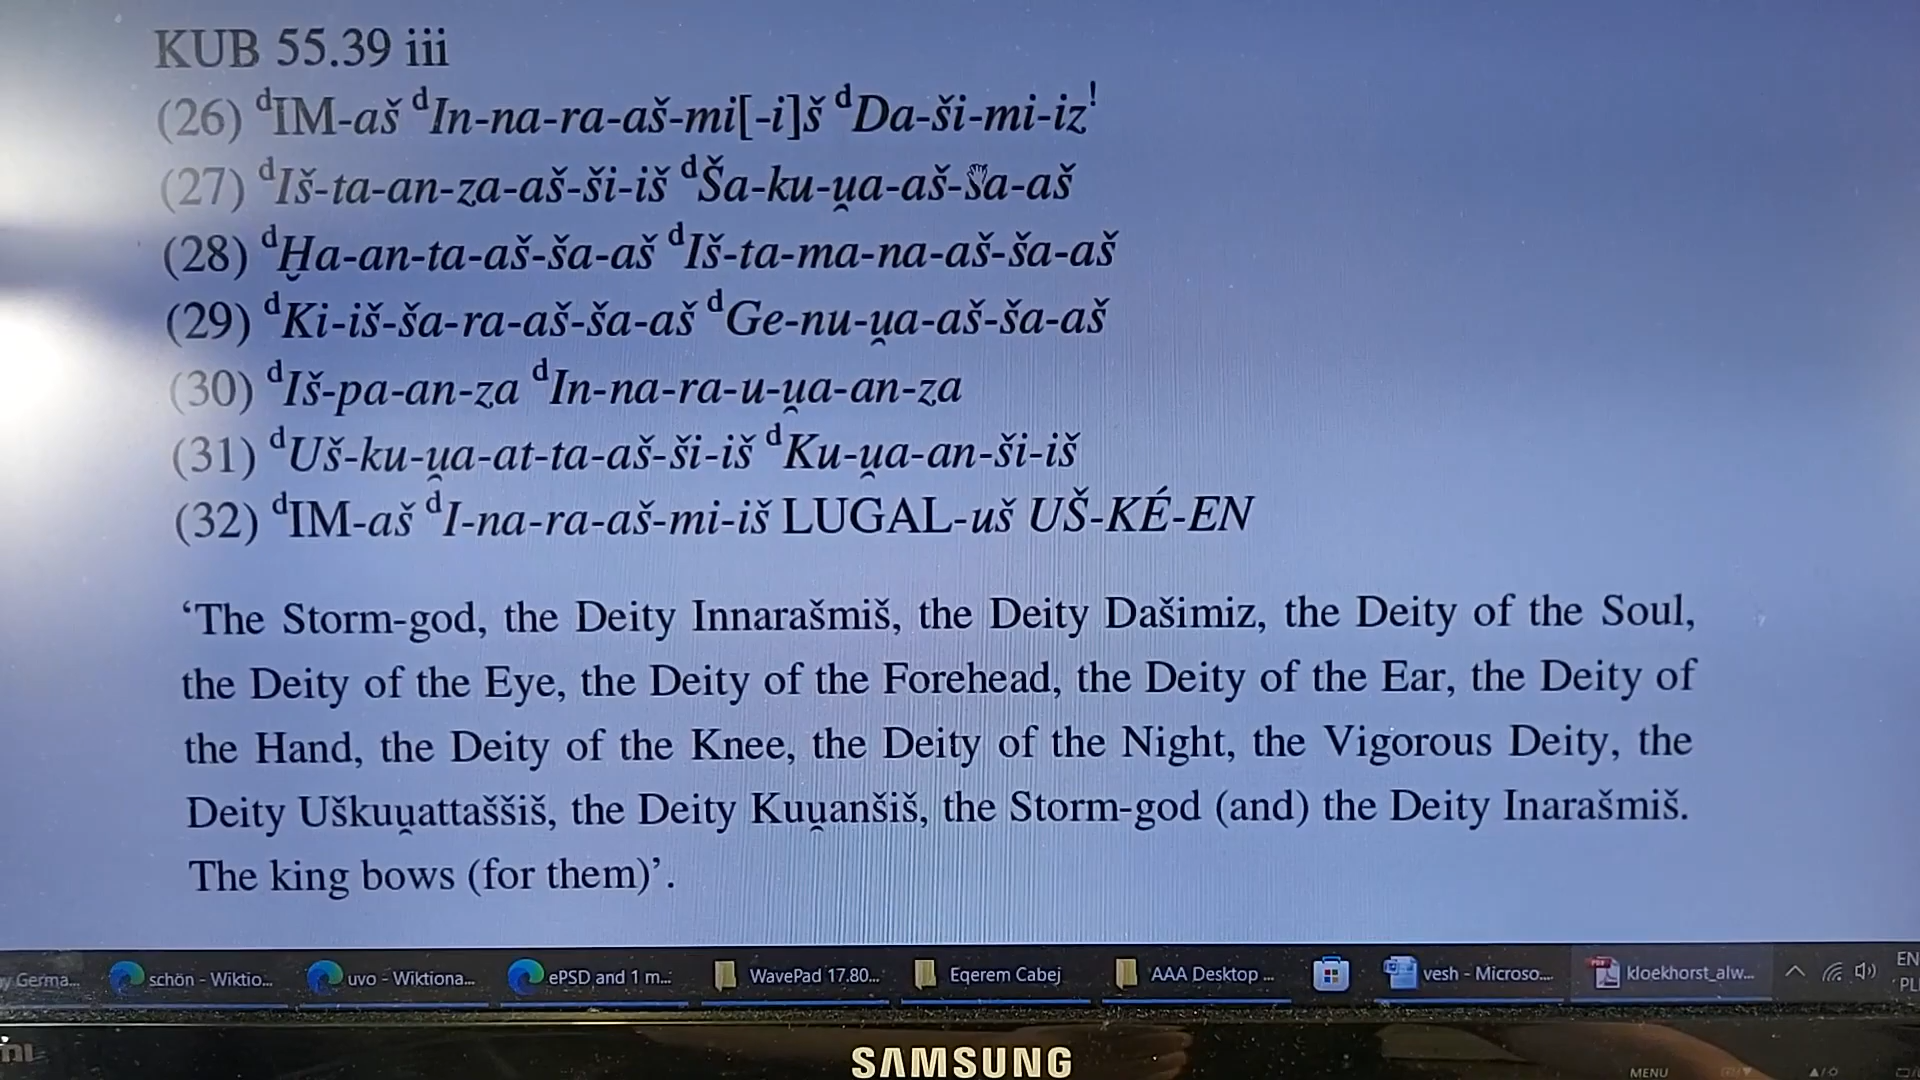 KUB 55.39 iii
(26) ᵈIM-aš ᵈIn-na-ra-aš-mi[-i]š ᵈDa-ši-mi-iz!
(27) ᵈIš-ta-an-za-aš-ši-iš ᵈŠa-ku-u̯a-aš-ša-aš
(28) ᵈḪa-an-ta-aš-ša-aš ᵈIš-ta-ma-na-aš-ša-aš
(29) ᵈKi-iš-ša-ra-aš-ša-aš ᵈGe-nu-u̯a-aš-ša-aš
(30) ᵈIš-pa-an-za ᵈIn-na-ra-u-u̯a-an-za
(31) ᵈUš-ku-u̯a-at-ta-aš-ši-iš ᵈKu-u̯a-an-ši-iš
(32) ᵈIM-aš ᵈI-na-ra-aš-mi-iš LUGAL-uš UŠ-KÉ-EN
‘The Storm-god, the Deity Innarašmiš, the Deity Dašimiz, the Deity of the Soul,
the Deity of the Eye, the Deity of the Forehead, the Deity of the Ear, the Deity of
the Hand, the Deity of the Knee, the Deity of the Night, the Vigorous Deity, the
Deity Uškuu̯attaššiš, the Deity Kuu̯anšiš, the Storm-god (and) the Deity Inarašmiš.
The king bows (for them)’.
y Germa... schön - Wiktio... uvo - Wiktiona... ePSD and 1 m... WavePad 17.80... Eqerem Cabej AAA Desktop ... vesh - Microso... kloekhorst_alw... EN
PL
SAMSUNG
MENU